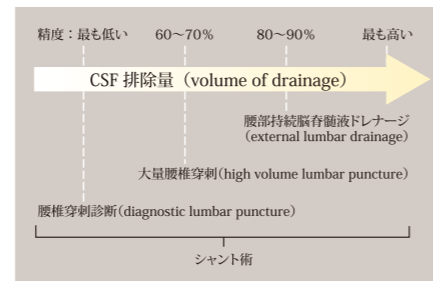 精度：最も低い 60〜70% 80〜90% 最も高い
CSF 排除量（volume of drainage）
腰部持続脳脊髄液ドレナージ
（external lumbar drainage）
大量腰椎穿刺（high volume lumbar puncture）
腰椎穿刺診断（diagnostic lumbar puncture）
シャント術